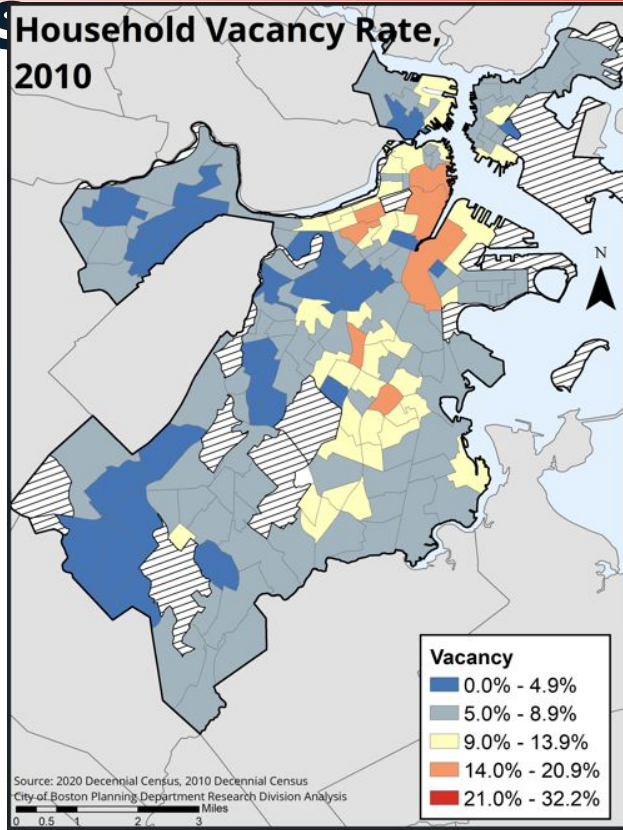 s
Household Vacancy Rate,
2010
N
Vacancy
0.0% - 4.9%
5.0% - 8.9%
9.0% - 13.9%
14.0% - 20.9%
21.0% - 32.2%
Source: 2020 Decennial Census, 2010 Decennial Census
City of Boston Planning Department Research Division Analysis
Miles
0 0.5 1 2 3